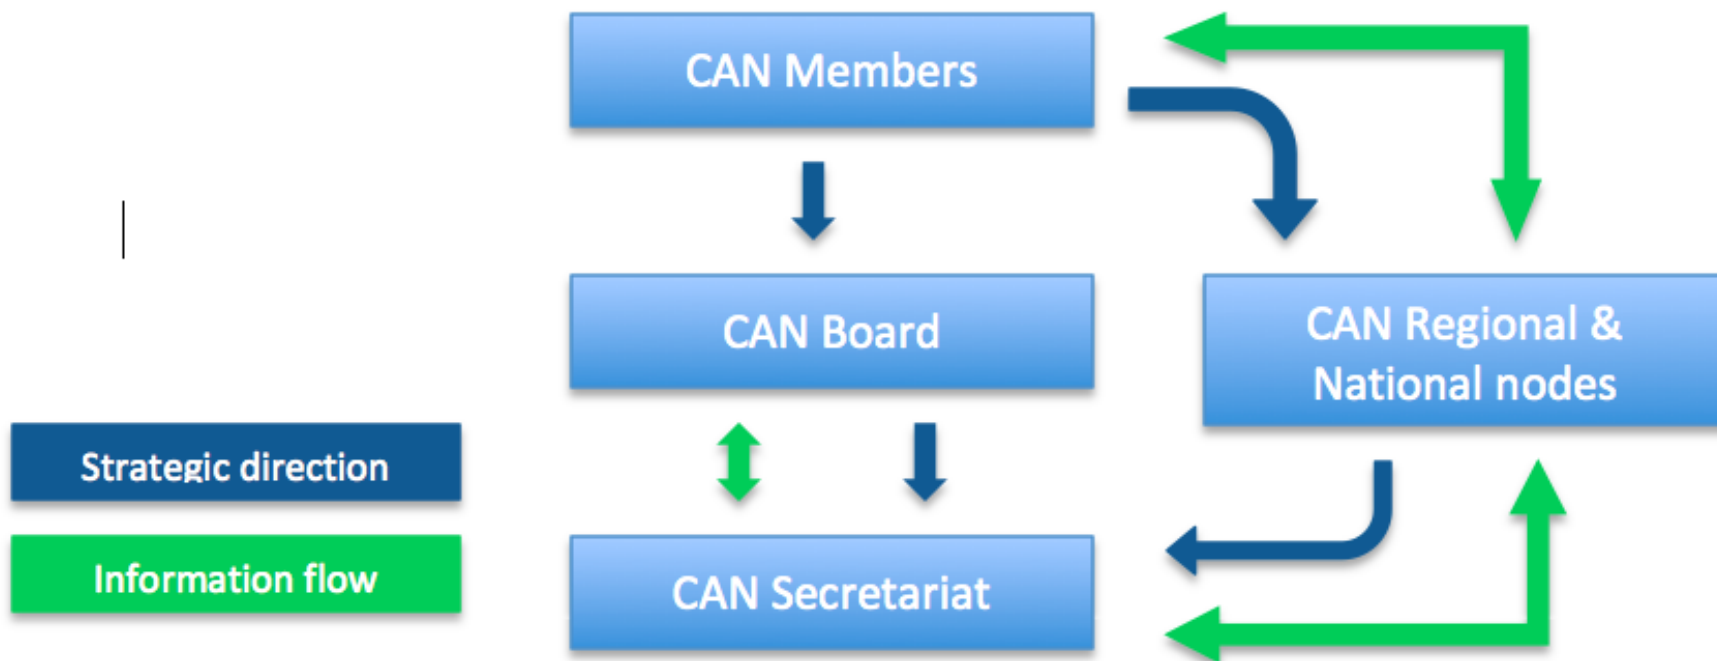 CAN Members
CAN Board
CAN Regional &
National nodes
Strategic direction
Information flow
CAN Secretariat